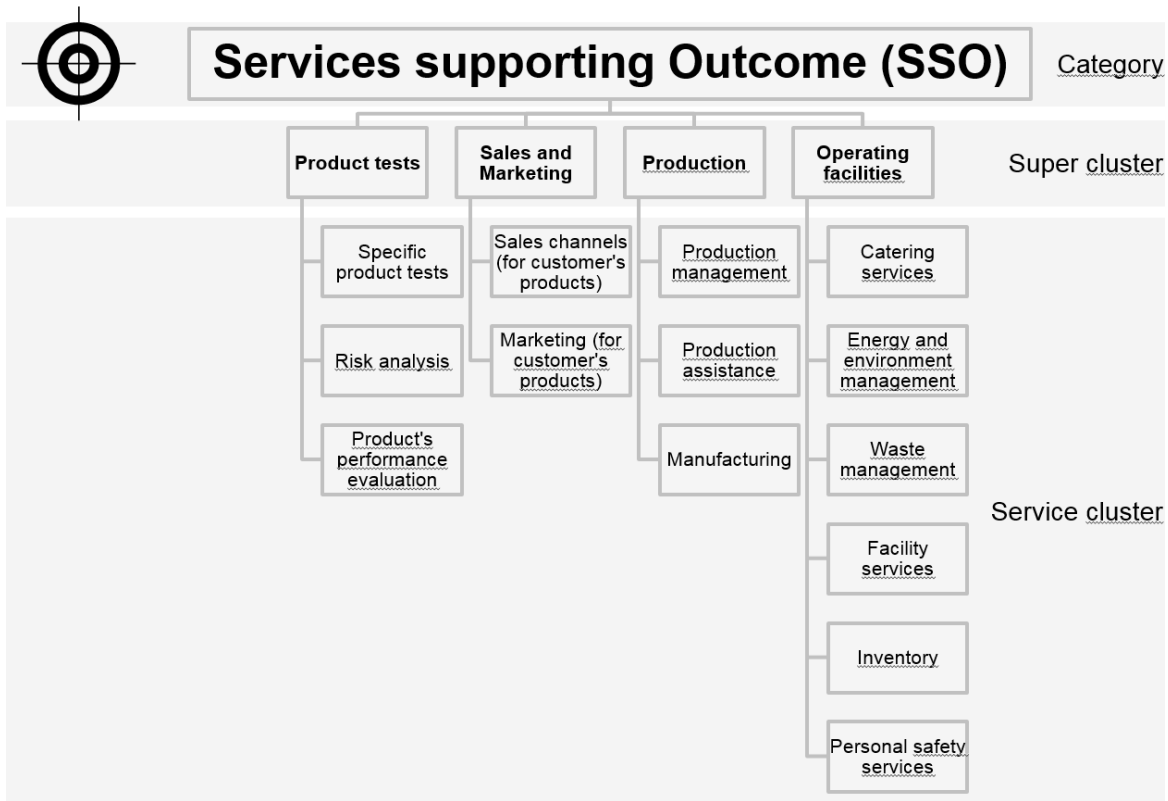 Services supporting Outcome (SSO)
Category
Product tests
Sales and
Marketing
Production
Operating
facilities
Super cluster
Specific
product tests
Risk analysis
Product's
performance
evaluation
Sales channels
(for customer's
products)
Marketing (for
customer's
products)
Production
management
Production
assistance
Manufacturing
Catering
services
Energy and
environment
management
Waste
management
Facility
services
Inventory
Personal safety
services
Service cluster